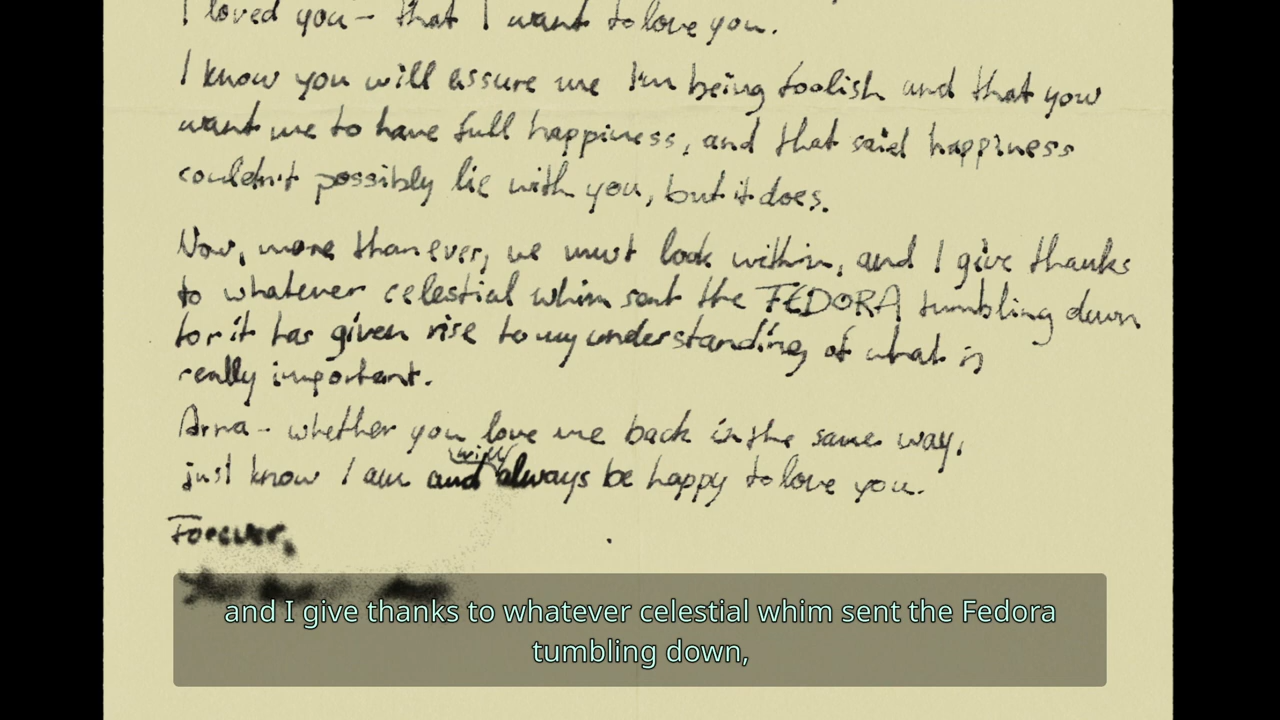 I loved you – that I want to love you.
I know you will assure me I'm being foolish and that you
want me to have full happiness, and that said happiness
couldn't possibly lie with you, but it does.
Now, more than ever, we must look within, and I give thanks
to whatever celestial whim sent the FEDORA tumbling down
for it has given rise to my understanding of what is
really important.
Anna – whether you love me back in the same way,
will
just know I am and always be happy to love you.
Forever,
and I give thanks to whatever celestial whim sent the Fedora
tumbling down,